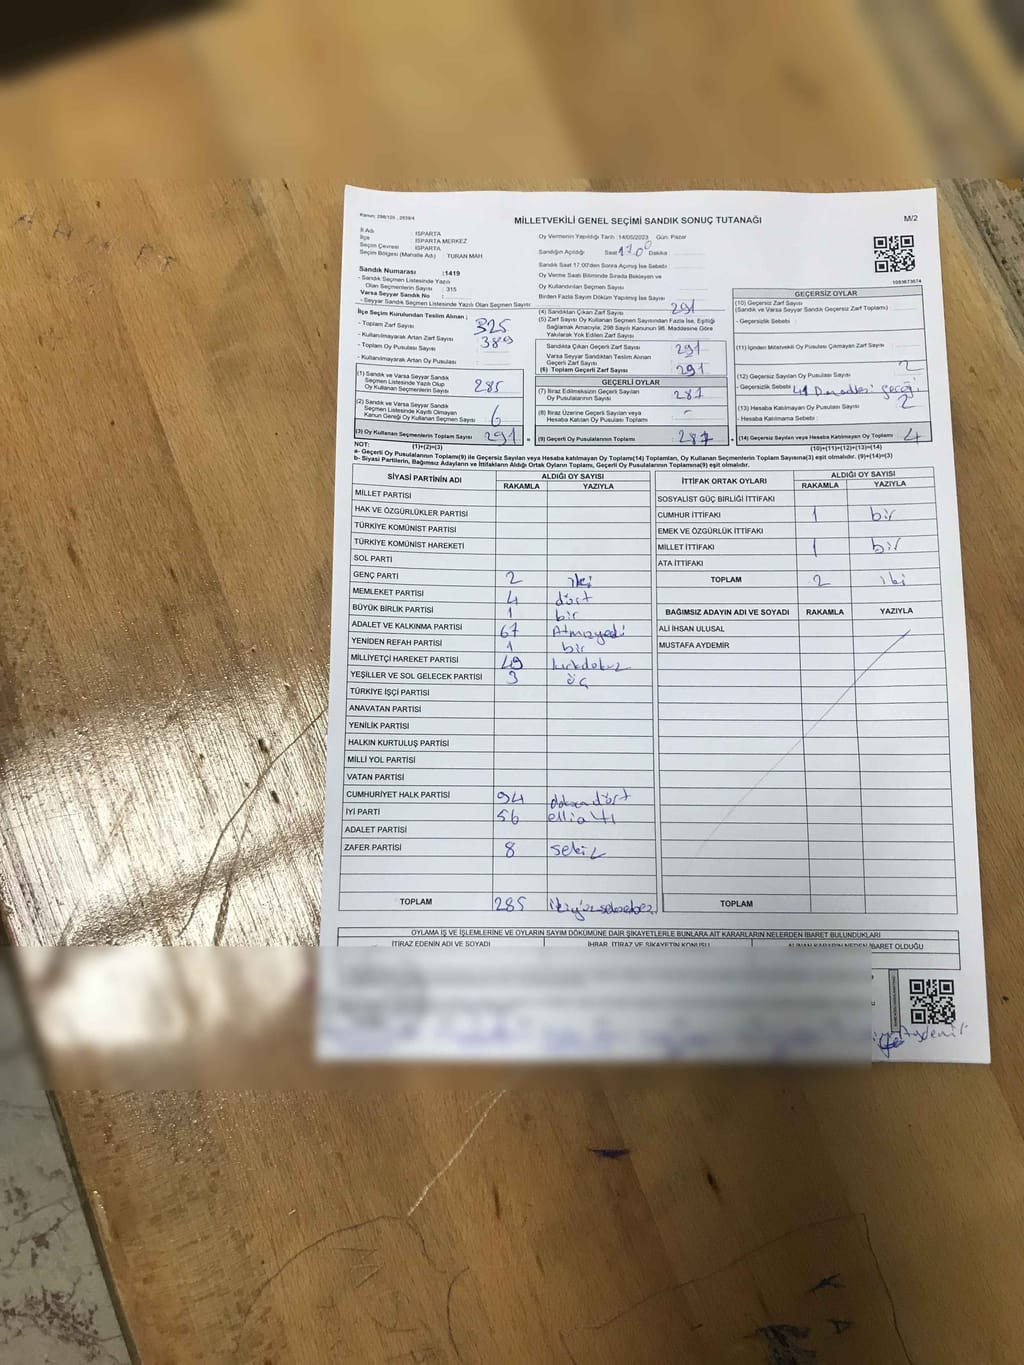 Kanun; 298/105 , 2839/4
MİLLETVEKİLİ GENEL SEÇİMİ SANDIK SONUÇ TUTANAĞI
M/2
İl Adı : ISPARTA
İlçe : ISPARTA MERKEZ
Seçim Çevresi : ISPARTA
Seçim Bölgesi (Mahalle Adı) TURAN MAH
Oy Vermenin Yapıldığı Tarih :14/05/2023 Gün: Pazar
Sandığın Açıldığı Saat 17 00 Dakika
Sandık Saat 17:00'den Sonra Açılmış İse Sebebi
Oy Verme Saati Bitiminde Sırada Bekleyen ve
Oy Kullandırılan Seçmen Sayısı
Birden Fazla Sayım Döküm Yapılmış İse Sayısı
Sandık Numarası :1419
- Sandık Seçmen Listesinde Yazılı
Olan Seçmenlerin Sayısı : 315
Varsa Seyyar Sandık No :
- Seyyar Sandık Seçmen Listesinde Yazılı Olan Seçmen Sayısı
İlçe Seçim Kurulundan Teslim Alınan ;
- Toplam Zarf Sayısı : 325
- Kullanılmayarak Artan Zarf Sayısı :
- Toplam Oy Pusulası Sayısı : 389
- Kullanılmayarak Artan Oy Pusulası :
(1) Sandık ve Varsa Seyyar Sandık
Seçmen Listesinde Yazılı Olup
Oy Kullanan Seçmenlerin Sayısı 285
(2) Sandık ve Varsa Seyyar Sandık
Seçmen Listesinde Kayıtlı Olmayan
Kanun Gereği Oy Kullanan Seçmen Sayısı 6
(3) Oy Kullanan Seçmenlerin Toplam Sayısı 291
(4) Sandıktan Çıkan Zarf Sayısı 291
(5) Zarf Sayısı Oy Kullanan Seçmen Sayısından Fazla İse, Eşitliği
Sağlamak Amacıyla; 298 Sayılı Kanunun 98. Maddesine Göre
Yakılarak Yok Edilen Zarf Sayısı
Sandıkta Çıkan Geçerli Zarf Sayısı 291
Varsa Seyyar Sandıktan Teslim Alınan
Geçerli Zarf Sayısı
(6) Toplam Geçerli Zarf Sayısı 291
GEÇERLİ OYLAR
(7) İtiraz Edilmeksizin Geçerli Sayılan
Oy Pusulasının Sayısı 287
(8) İtiraz Üzerine Geçerli Sayılan veya
Hesaba Katılan Oy Pusulası Toplamı -
= (9) Geçerli Oy Pusulalarının Toplamı 287
1083673674
GEÇERSİZ OYLAR
(10) Geçersiz Zarf Sayısı
(Sandık ve Varsa Seyyar Sandık Geçersiz Zarf Toplamı)
- Geçersizlik Sebebi
(11) İçinden Milletvekili Oy Pusulası Çıkmayan Zarf Sayısı
(12) Geçersiz Sayılan Oy Pusulası Sayısı 2
- Geçersizlik Sebebi
(13) Hesaba Katılmayan Oy Pusulası Sayısı 2
- Hesaba Katılmama Sebebi
+ (14) Geçersiz Sayılan veya Hesaba Katılmayan Oy Toplamı 4
NOT: (1)+(2)=(3) (10)+(11)+(12)+(13)=(14)
a- Geçerli Oy Pusulalarının Toplam(9) ile Geçersiz Sayılan veya Hesaba Katılmayan Oy Toplam(14) Toplamları, Oy Kullanan Seçmenlerin Toplam Sayısına(3) eşit olmalıdır. (9)+(14)=(3)
b- Siyasi Partilerin, Bağımsız Adayların ve İttifakların Aldığı Ortak Oyların Toplamı, Geçerli Oy Pusulalarının Toplamına(9) eşit olmalıdır.
SİYASİ PARTİNİN ADI ALDIĞI OY SAYISI
RAKAMLA YAZIYLA
MİLLET PARTİSİ
HAK VE ÖZGÜRLÜKLER PARTİSİ
TÜRKİYE KOMÜNİST PARTİSİ
TÜRKİYE KOMÜNİST HAREKETİ
SOL PARTİ
GENÇ PARTİ 2 iki
MEMLEKET PARTİSİ 4 dört
BÜYÜK BİRLİK PARTİSİ 1 bir
ADALET VE KALKINMA PARTİSİ 67 Atmışyedi
YENİDEN REFAH PARTİSİ 1 bir
MİLLİYETÇİ HAREKET PARTİSİ 49 kırkdokuz
YEŞİLLER VE SOL GELECEK PARTİSİ 3 üç
TÜRKİYE İŞÇİ PARTİSİ
ANAVATAN PARTİSİ
YENİLİK PARTİSİ
HALKIN KURTULUŞ PARTİSİ
MİLLİ YOL PARTİSİ
VATAN PARTİSİ
CUMHURİYET HALK PARTİSİ 94 doksandört
İYİ PARTİ 56 ellialtı
ADALET PARTİSİ
ZAFER PARTİSİ 8 sekiz
TOPLAM 285
İTTİFAK ORTAK OYLARI ALDIĞI OY SAYISI
RAKAMLA YAZIYLA
SOSYALİST GÜÇ BİRLİĞİ İTTİFAKI
CUMHUR İTTİFAKI 1 bir
EMEK VE ÖZGÜRLÜK İTTİFAKI
MİLLET İTTİFAKI 1 bir
ATA İTTİFAKI
TOPLAM 2 iki
BAĞIMSIZ ADAYIN ADI VE SOYADI RAKAMLA YAZIYLA
ALİ İHSAN ULUSAL
MUSTAFA AYDEMİR
TOPLAM
OYLAMA İŞ VE İŞLEMLERİNE VE OYLARIN SAYIM DÖKÜMÜNE DAİR ŞİKAYETLERLE BUNLARA AİT KARARLARIN NELERDEN İBARET BULUNDUKLARI
İTİRAZ EDENİN ADI VE SOYADI İHBAR, İTİRAZ VE ŞİKAYETİN KONUSU ALINAN KARARIN NEDEN İBARET OLDUĞU